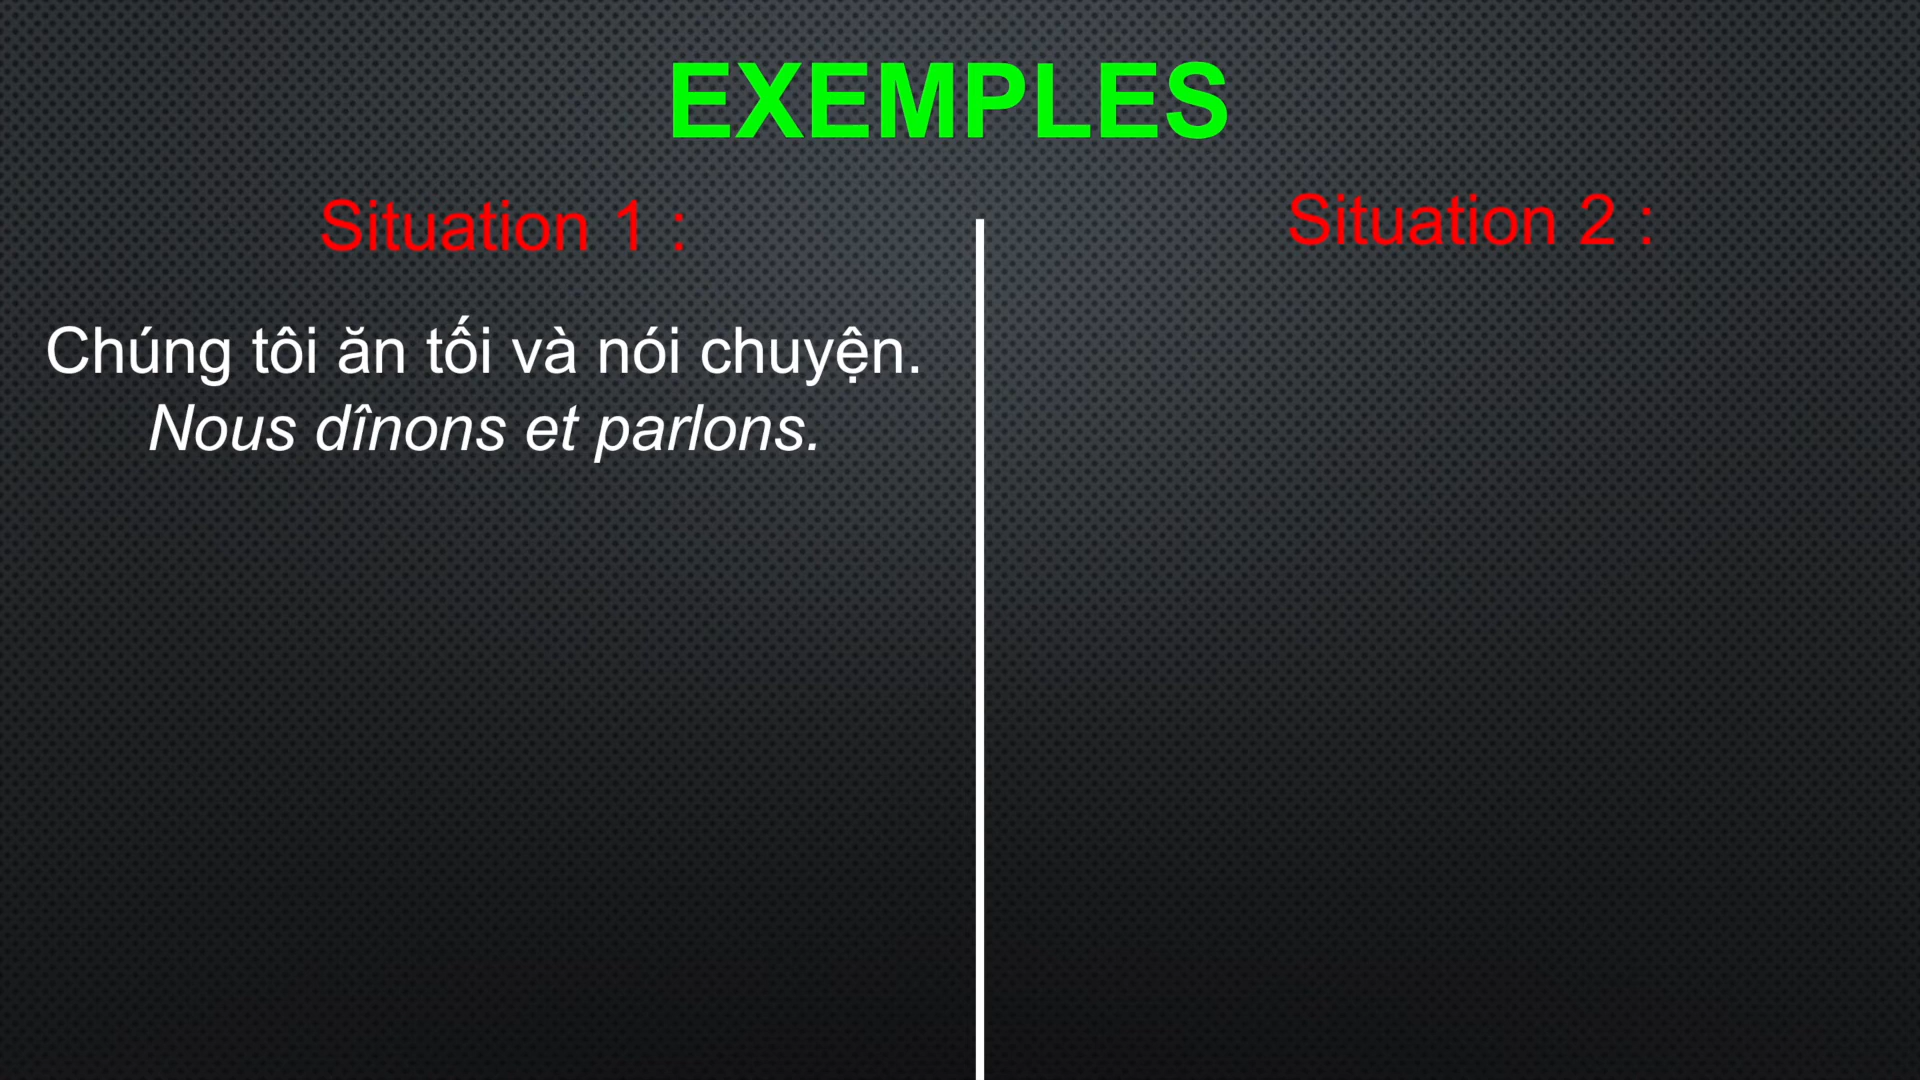 EXEMPLES
Situation 1 :
Chúng tôi ăn tối và nói chuyện.
Nous dînons et parlons.
Situation 2 :